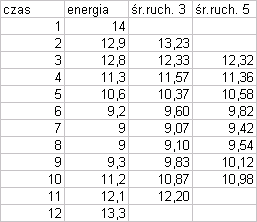 czas energia śr.ruch. 3 śr.ruch. 5
1 14
2 12,9 13,23
3 12,8 12,33 12,32
4 11,3 11,57 11,36
5 10,6 10,37 10,58
6 9,2 9,60 9,82
7 9 9,07 9,42
8 9 9,10 9,54
9 9,3 9,83 10,12
10 11,2 10,87 10,98
11 12,1 12,20
12 13,3